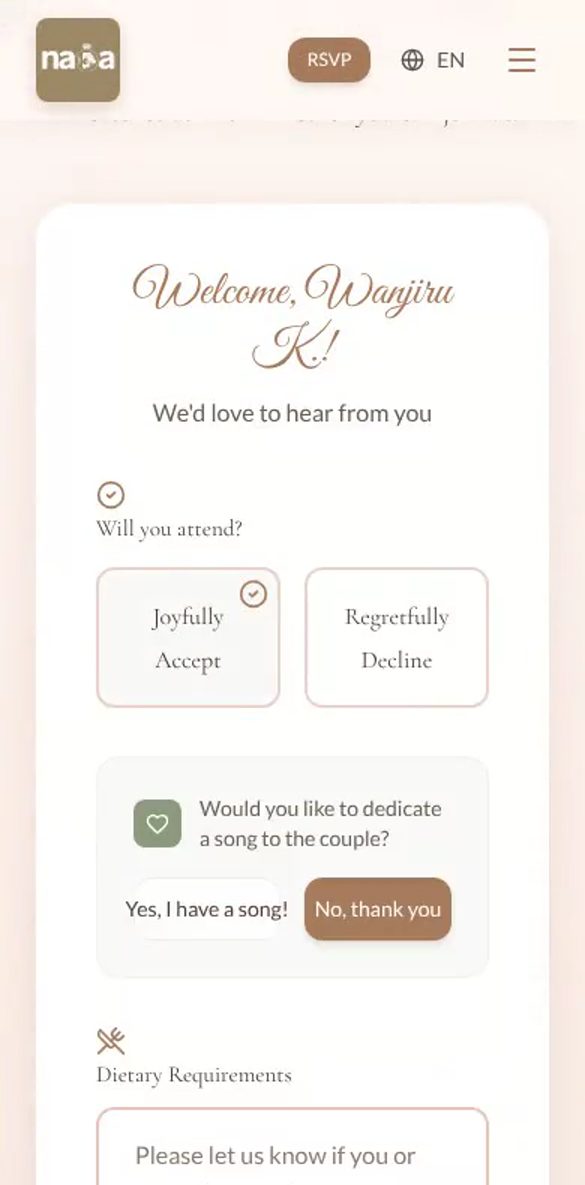 RSVP
EN
Welcome, Wanjiru
K.!
We'd love to hear from you
Will you attend?
Joyfully
Accept
Regretfully
Decline
Would you like to dedicate
a song to the couple?
Yes, I have a song!
No, thank you
Dietary Requirements
Please let us know if you or